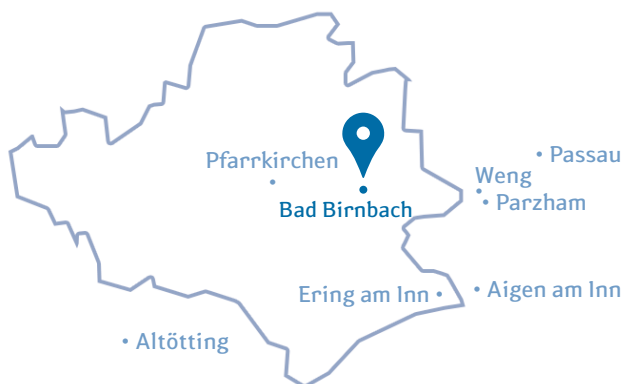 Passau
Pfarrkirchen
Weng
Parzham
Bad Birnbach
Ering am Inn
Aigen am Inn
Altötting